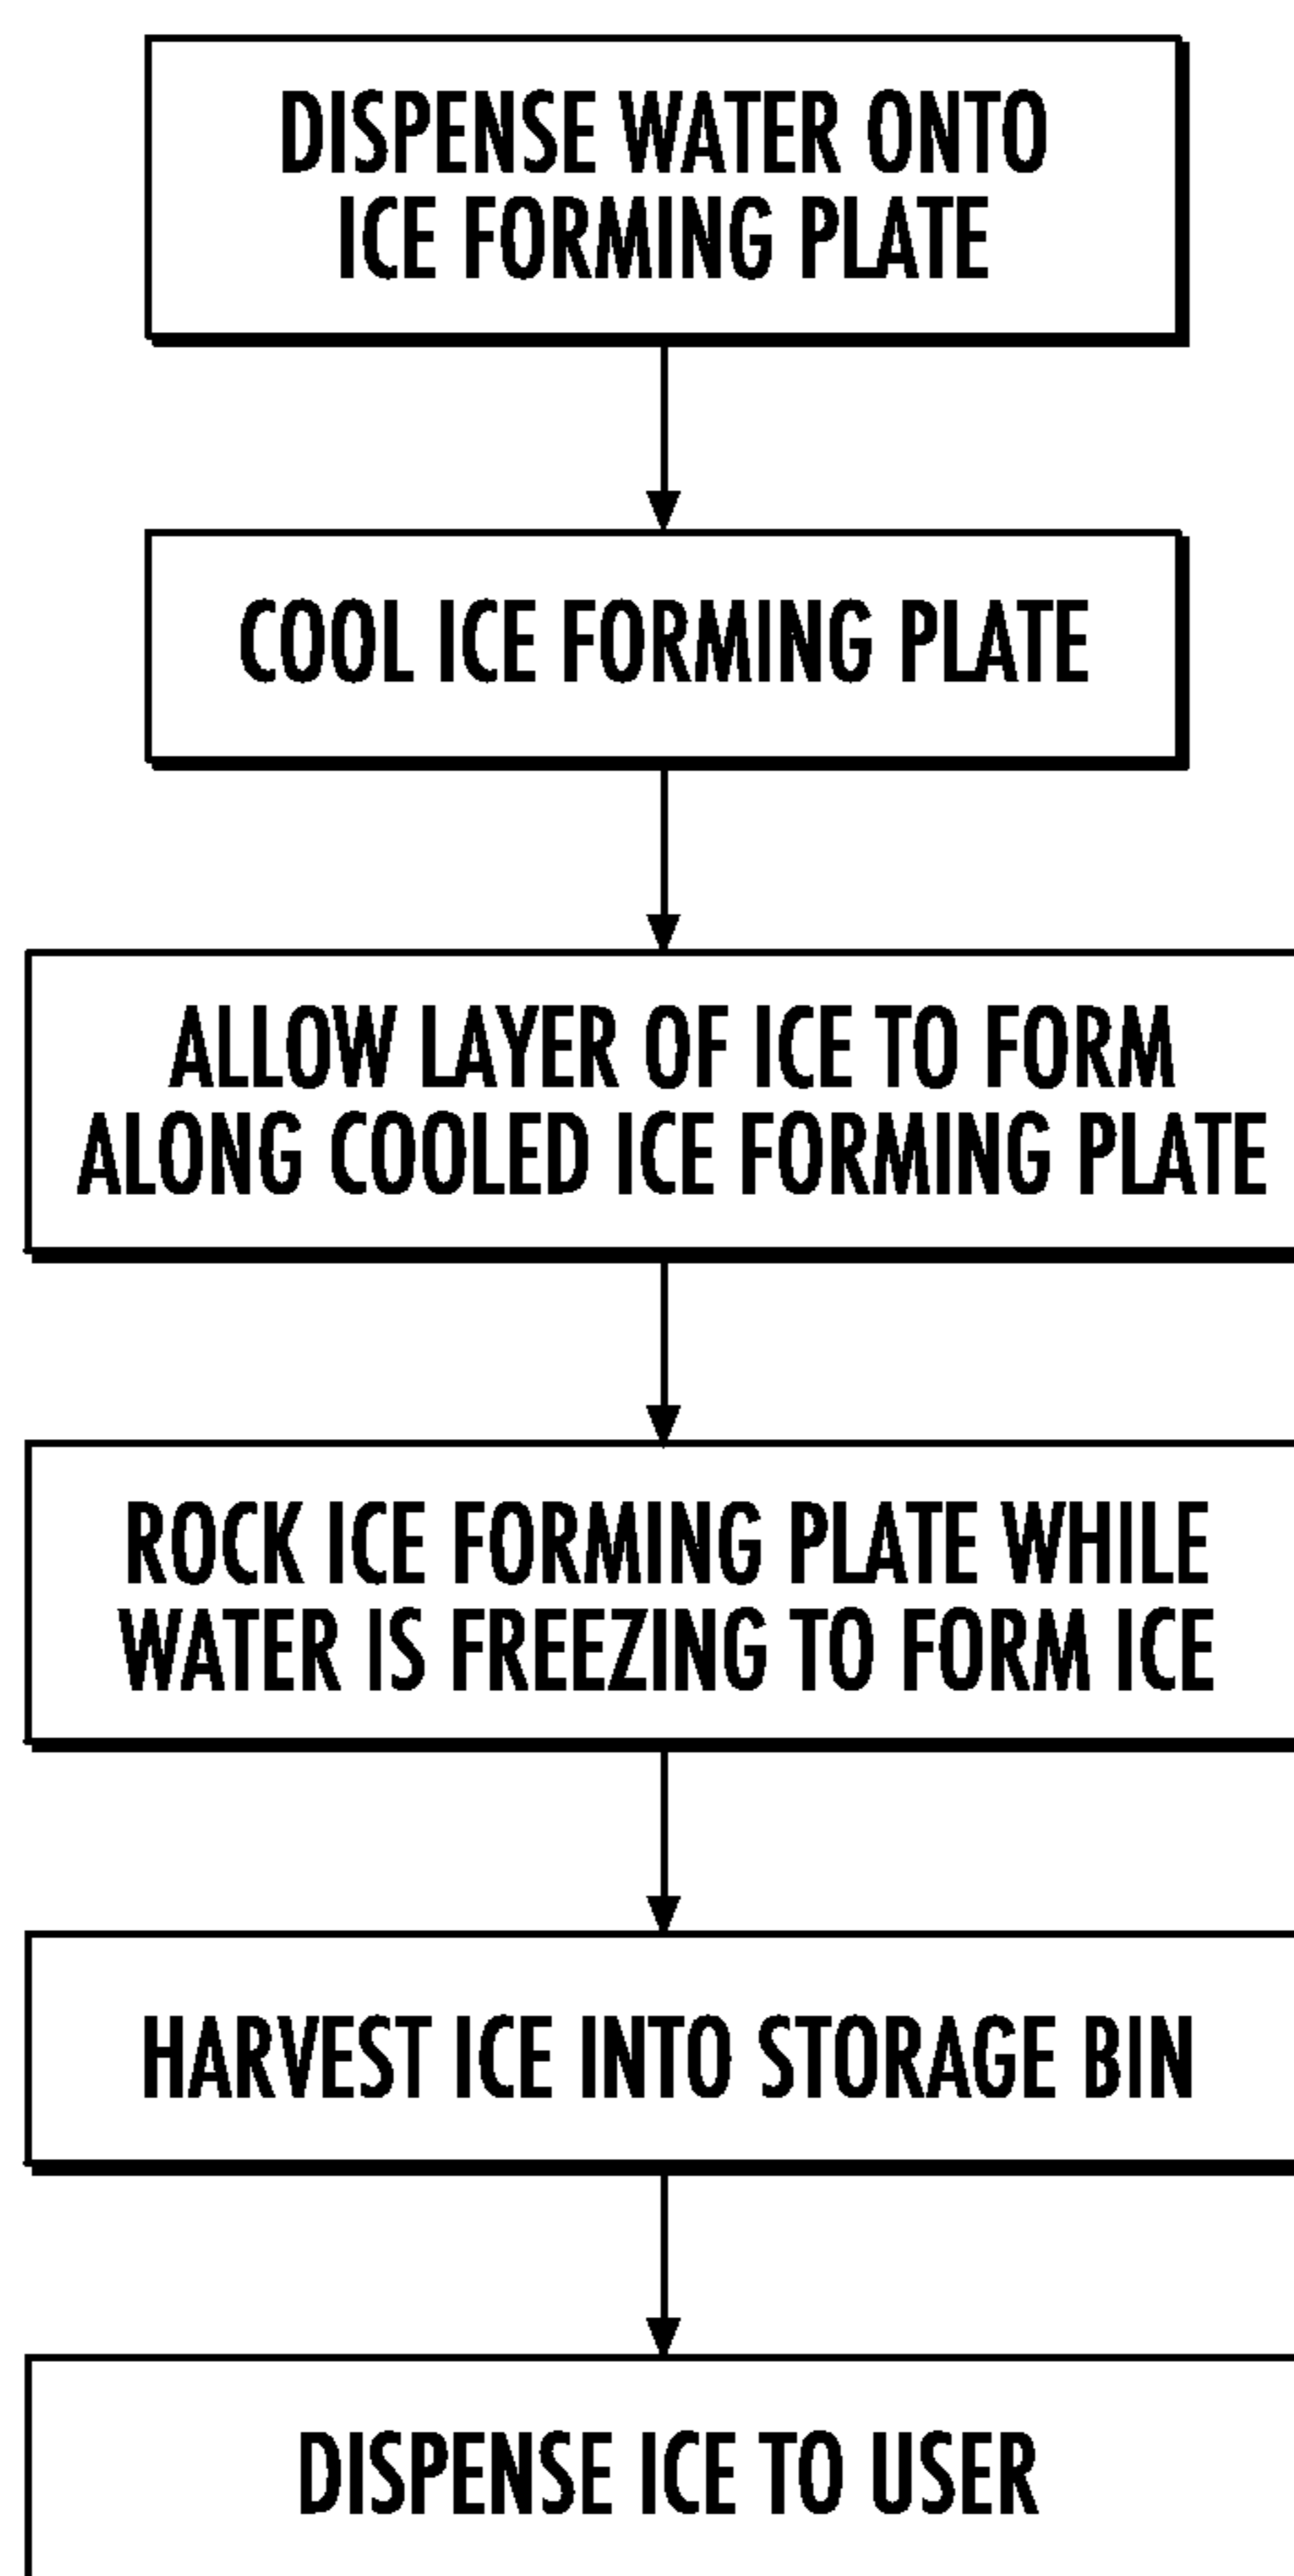 DISPENSE WATER ONTO
ICE FORMING PLATE
COOL ICE FORMING PLATE
ALLOW LAYER OF ICE TO FORM
ALONG COOLED ICE FORMING PLATE
ROCK ICE FORMING PLATE WHILE
WATER IS FREEZING TO FORM ICE
HARVEST ICE INTO STORAGE BIN
DISPENSE ICE TO USER